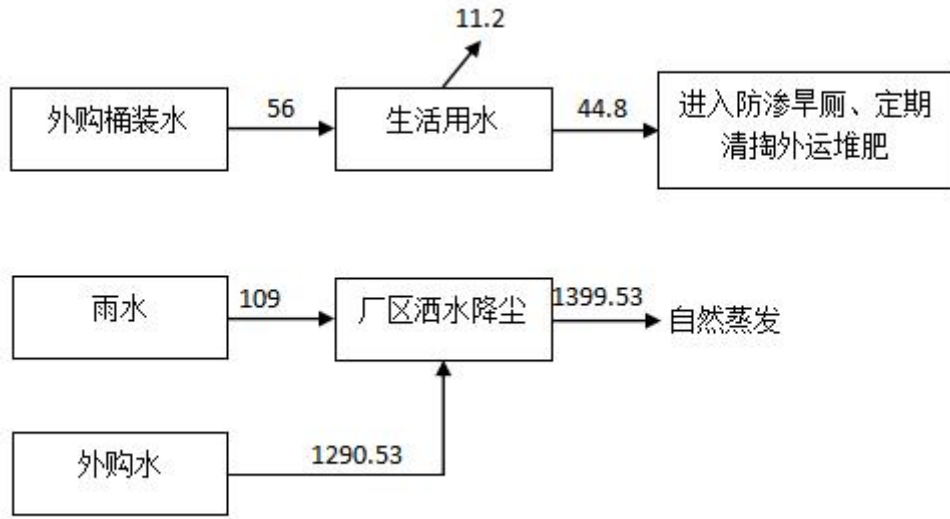 11.2
外购桶装水
56
生活用水
44.8
进入防渗旱厕、定期
清掏外运堆肥
雨水
109
厂区洒水降尘
1399.53
自然蒸发
外购水
1290.53